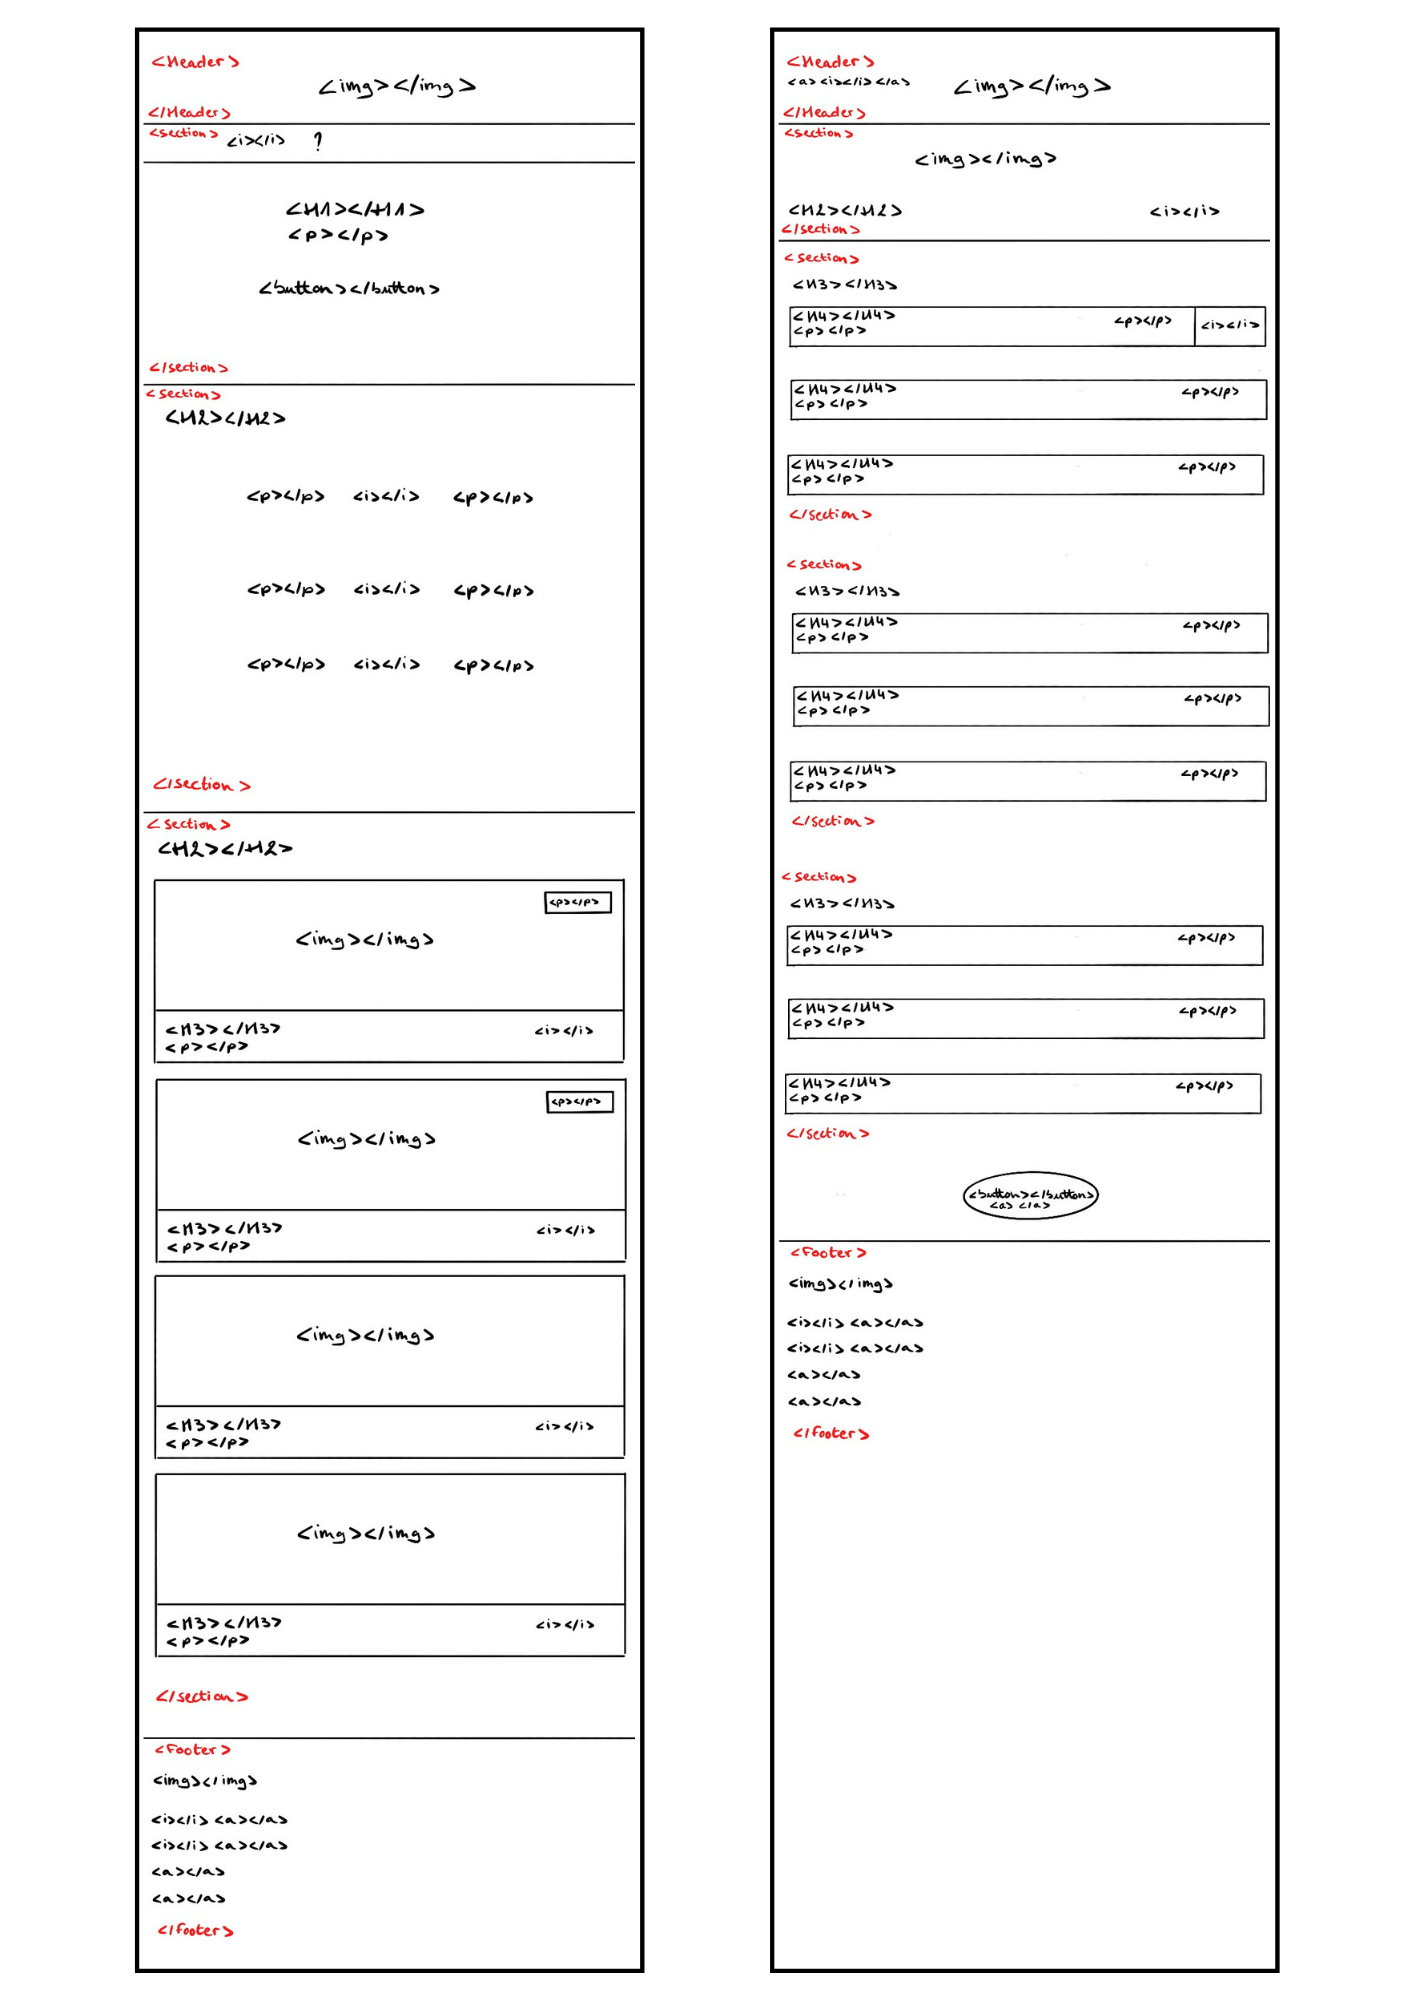 <Header>
<img></img>
</Header>
<section> <i></i> ?
<H1></H1>
<p></p>
<button></button>
</section>
<section>
<H2></H2>
<p></p> <i></i> <p></p>
<p></p> <i></i> <p></p>
<p></p> <i></i> <p></p>
</section>
<section>
<H2></H2>
<p></p>
<img></img>
<H3></H3> <i></i>
<p></p>
<p></p>
<img></img>
<H3></H3> <i></i>
<p></p>
<img></img>
<H3></H3> <i></i>
<p></p>
<img></img>
<H3></H3> <i></i>
<p></p>
</section>
<Footer>
<img></img>
<i></i> <a></a>
<i></i> <a></a>
<a></a>
<a></a>
</footer>
<Header>
<a><i></i></a> <img></img>
</Header>
<section>
<img></img>
<H2></H2> <i></i>
</section>
<section>
<H3></H3>
<H4></H4> <p></p> <i></i>
<p></p>
<H4></H4> <p></p>
<p></p>
<H4></H4> <p></p>
<p></p>
</section>
<section>
<H3></H3>
<H4></H4> <p></p>
<p></p>
<H4></H4> <p></p>
<p></p>
<H4></H4> <p></p>
<p></p>
</section>
<section>
<H3></H3>
<H4></H4> <p></p>
<p></p>
<H4></H4> <p></p>
<p></p>
<H4></H4> <p></p>
<p></p>
</section>
<button></button>
<a></a>
<Footer>
<img></img>
<i></i> <a></a>
<i></i> <a></a>
<a></a>
<a></a>
</footer>